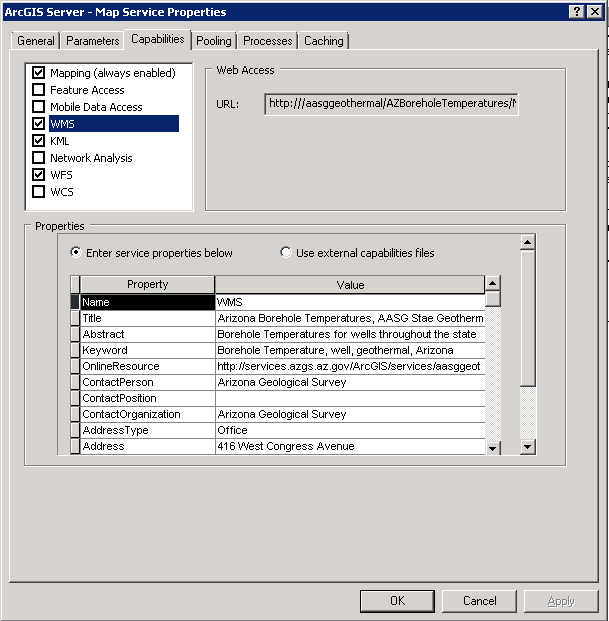 ArcGIS Server - Map Service Properties
General Parameters Capabilities Pooling Processes Caching
Mapping (always enabled)
Feature Access
Mobile Data Access
WMS
KML
Network Analysis
WFS
WCS
Web Access
URL: http:///aasggeothermal/AZBoreholeTemperatures/
Properties
Enter service properties below Use external capabilities files
Property Value
Name WMS
Title Arizona Borehole Temperatures, AASG Stae Geotherm
Abstract Borehole Temperatures for wells throughout the state
Keyword Borehole Temperature, well, geothermal, Arizona
OnlineResource http://services.azgs.az.gov/ArcGIS/services/aasggeot
ContactPerson Arizona Geological Survey
ContactPosition
ContactOrganization Arizona Geological Survey
AddressType Office
Address 416 West Congress Avenue
OK Cancel Apply